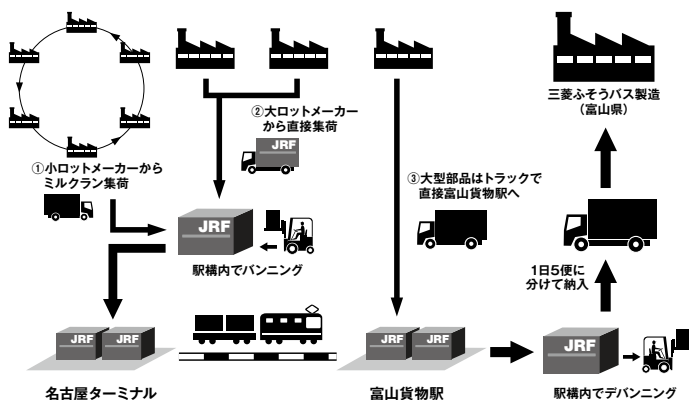 ①小ロットメーカーから
ミルクラン集荷
②大ロットメーカー
から直接集荷
JRF
JRF
駅構内でバンニング
③大型部品はトラックで
直接富山貨物駅へ
三菱ふそうバス製造
（富山県）
1日5便に
分けて納入
JRF
JRF
名古屋ターミナル
JRF
JRF
富山貨物駅
JRF
駅構内でデバンニング